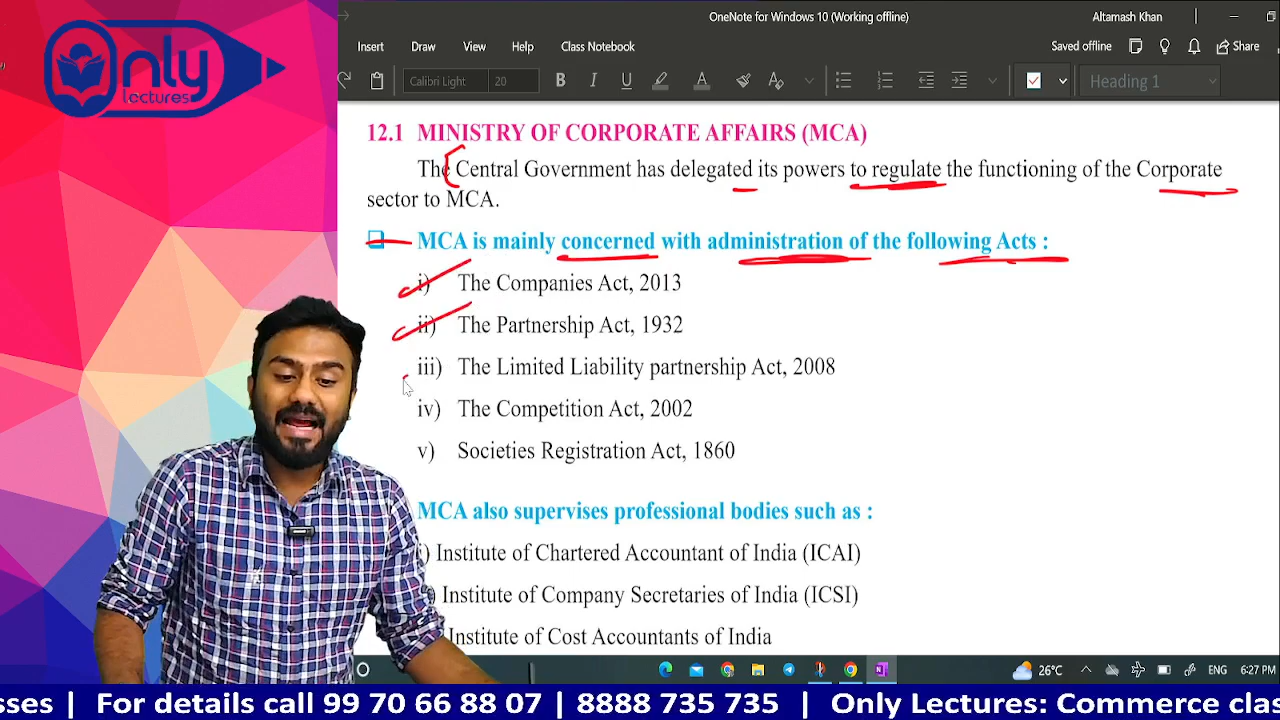 Only
lectures
OneNote for Windows 10 (Working offline)
Altamash Khan
Insert Draw View Help Class Notebook
Saved offline
Share
Calibri Light 20 B I U A Heading 1
12.1 MINISTRY OF CORPORATE AFFAIRS (MCA)
The Central Government has delegated its powers to regulate the functioning of the Corporate
sector to MCA.
MCA is mainly concerned with administration of the following Acts :
i) The Companies Act, 2013
ii) The Partnership Act, 1932
iii) The Limited Liability partnership Act, 2008
iv) The Competition Act, 2002
v) Societies Registration Act, 1860
MCA also supervises professional bodies such as :
) Institute of Chartered Accountant of India (ICAI)
) Institute of Company Secretaries of India (ICSI)
Institute of Cost Accountants of India
26°C
ENG
6:27 PM
sses | For details call 99 70 66 88 07 | 8888 735 735 | Only Lectures: Commerce clas